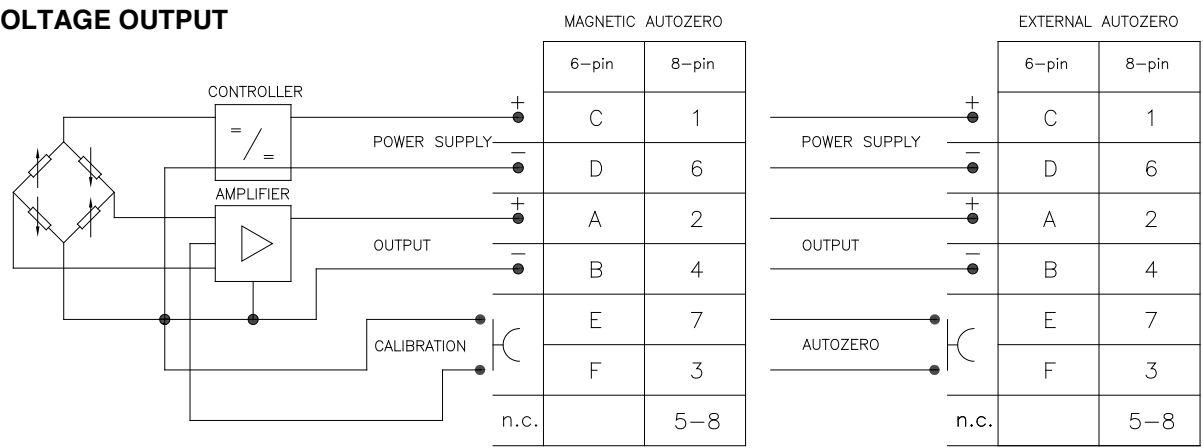 OLTAGE OUTPUT
MAGNETIC AUTOZERO
6-pin 8-pin
CONTROLLER
= / =
AMPLIFIER
POWER SUPPLY
+ C 1
- D 6
OUTPUT
+ A 2
- B 4
CALIBRATION
E 7
F 3
n.c. 5-8
EXTERNAL AUTOZERO
6-pin 8-pin
POWER SUPPLY
+ C 1
- D 6
OUTPUT
+ A 2
- B 4
AUTOZERO
E 7
F 3
n.c. 5-8